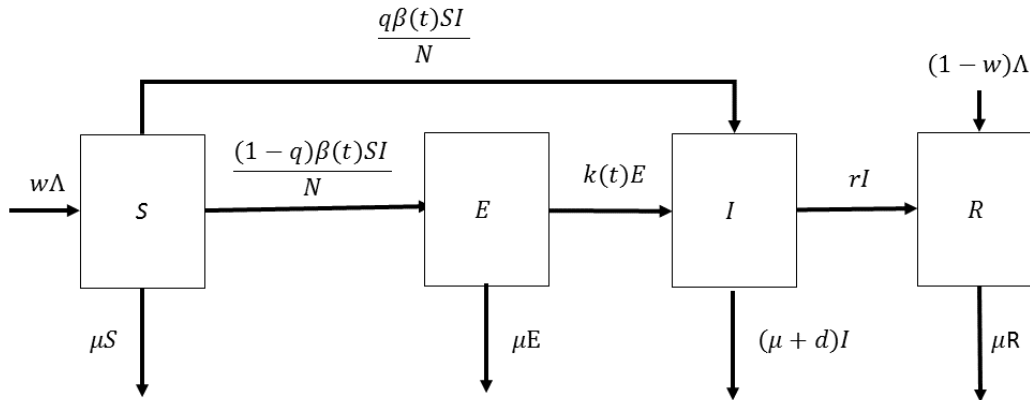 qβ(t)SI
N
(1 − w)Λ
(1 − q)β(t)SI
N
k(t)E
wΛ
rI
S
E
I
R
μS
μE
(μ + d)I
μR